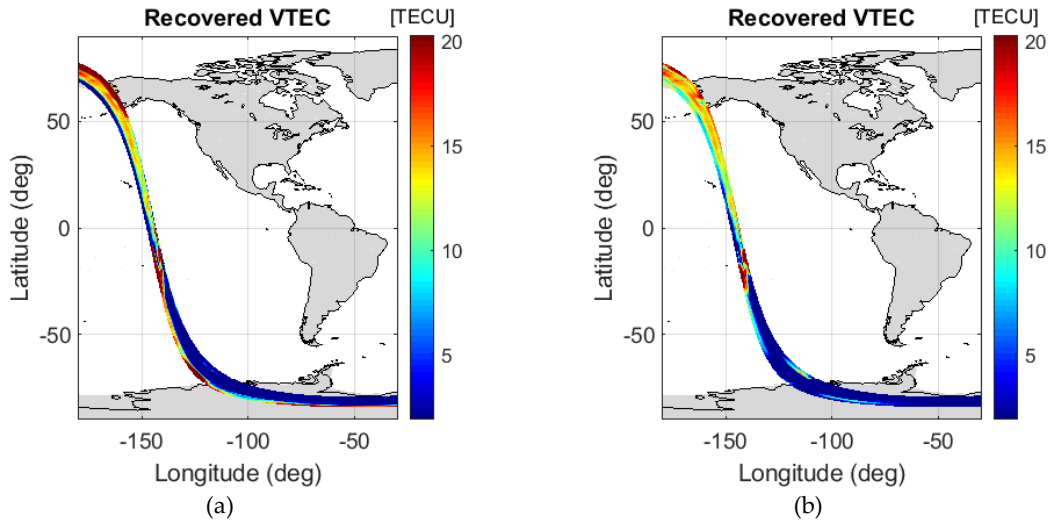 Recovered VTEC [TECU]
20
15
10
5
50
0
-50
-150 -100 -50
Latitude (deg)
Longitude (deg)
(a)
Recovered VTEC [TECU]
20
15
10
5
50
0
-50
-150 -100 -50
Latitude (deg)
Longitude (deg)
(b)